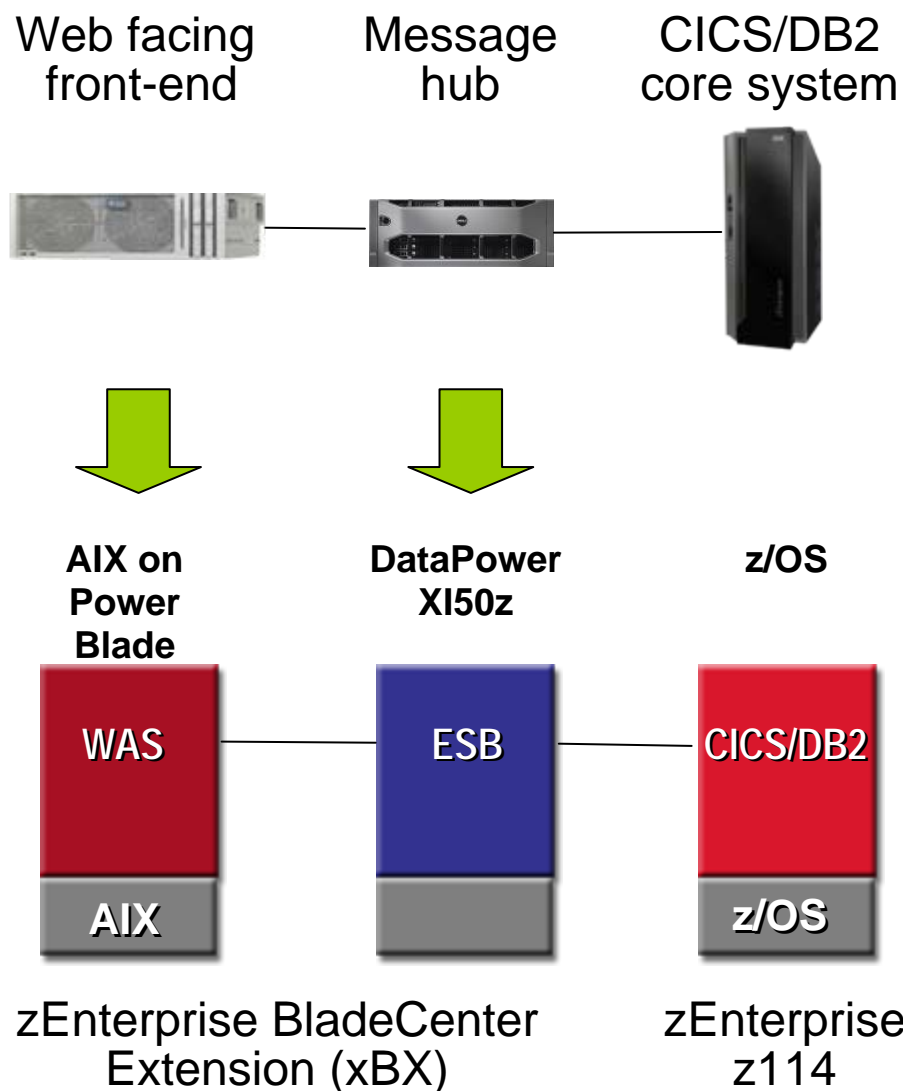 Web facing
front-end
Message
hub
CICS/DB2
core system
AIX on
Power
Blade
DataPower
XI50z
z/OS
WAS
ESB
CICS/DB2
AIX
z/OS
zEnterprise BladeCenter
Extension (xBX)
zEnterprise
z114